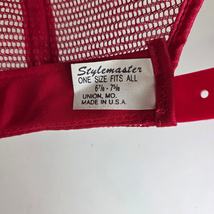 Stylemaster
ONE SIZE FITS ALL
6⅞ - 7⅝
UNION, MO.
MADE IN U.S.A.